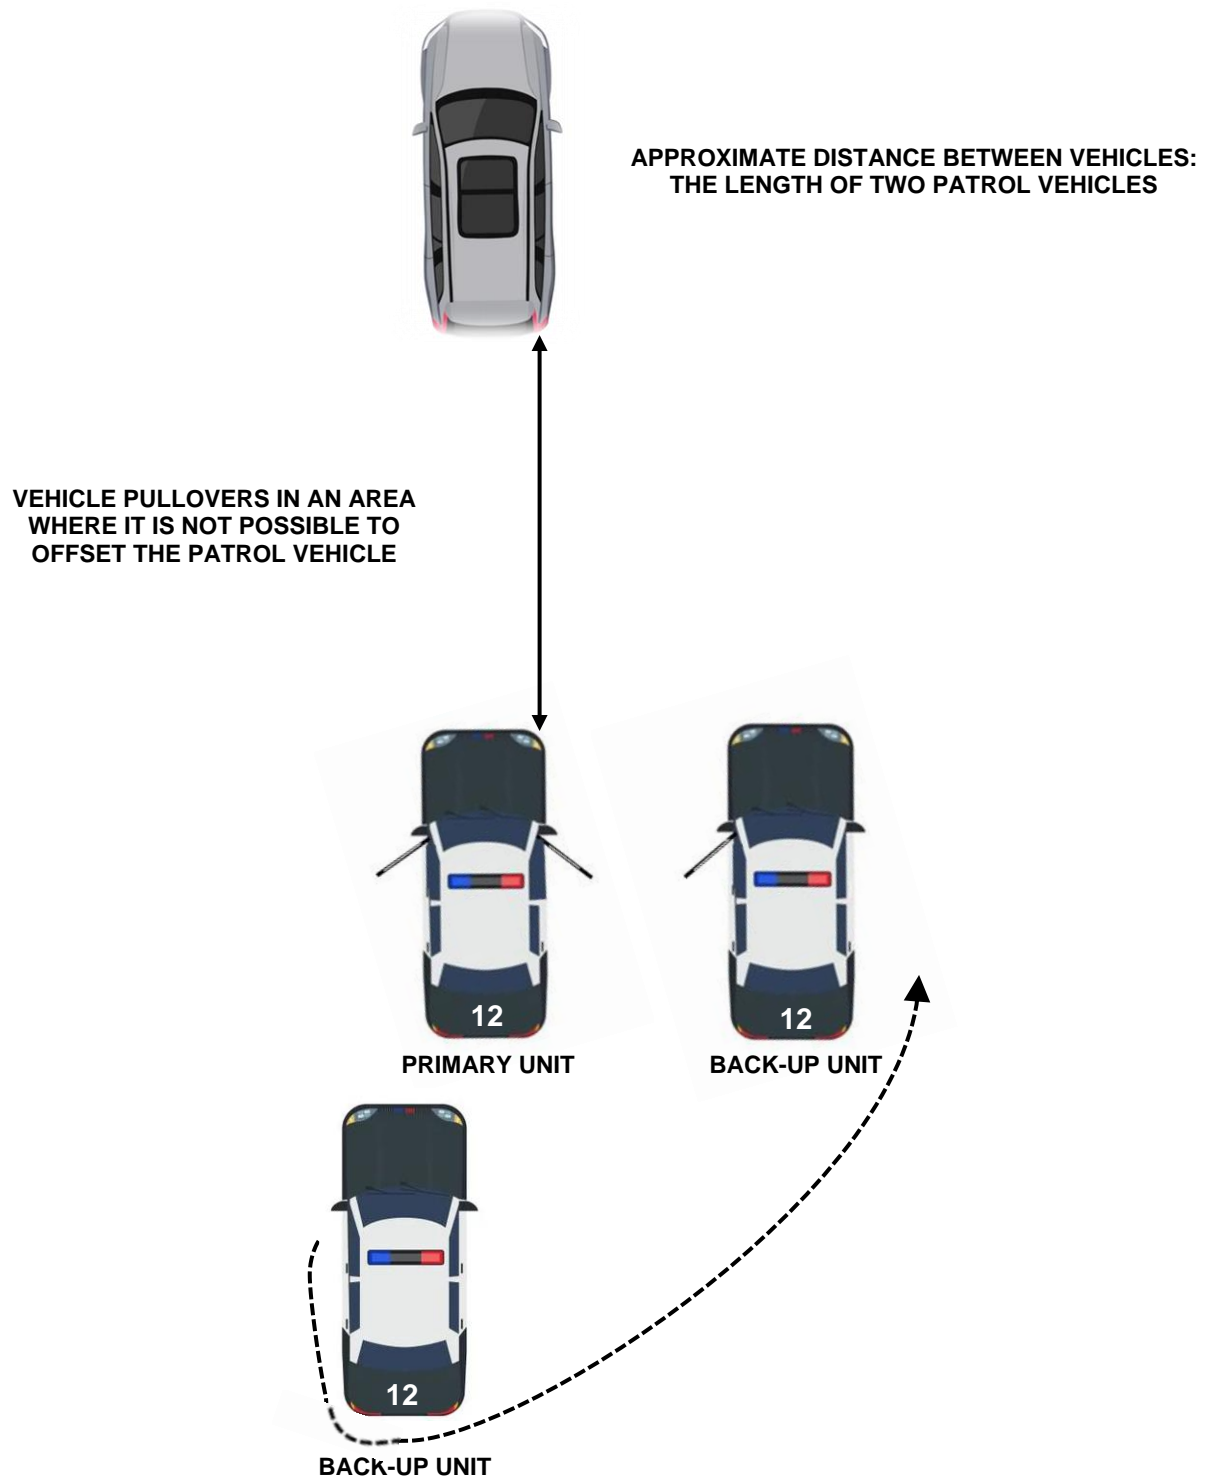 APPROXIMATE DISTANCE BETWEEN VEHICLES:
THE LENGTH OF TWO PATROL VEHICLES
VEHICLE PULLOVERS IN AN AREA
WHERE IT IS NOT POSSIBLE TO
OFFSET THE PATROL VEHICLE
12
12
PRIMARY UNIT
BACK-UP UNIT
12
BACK-UP UNIT